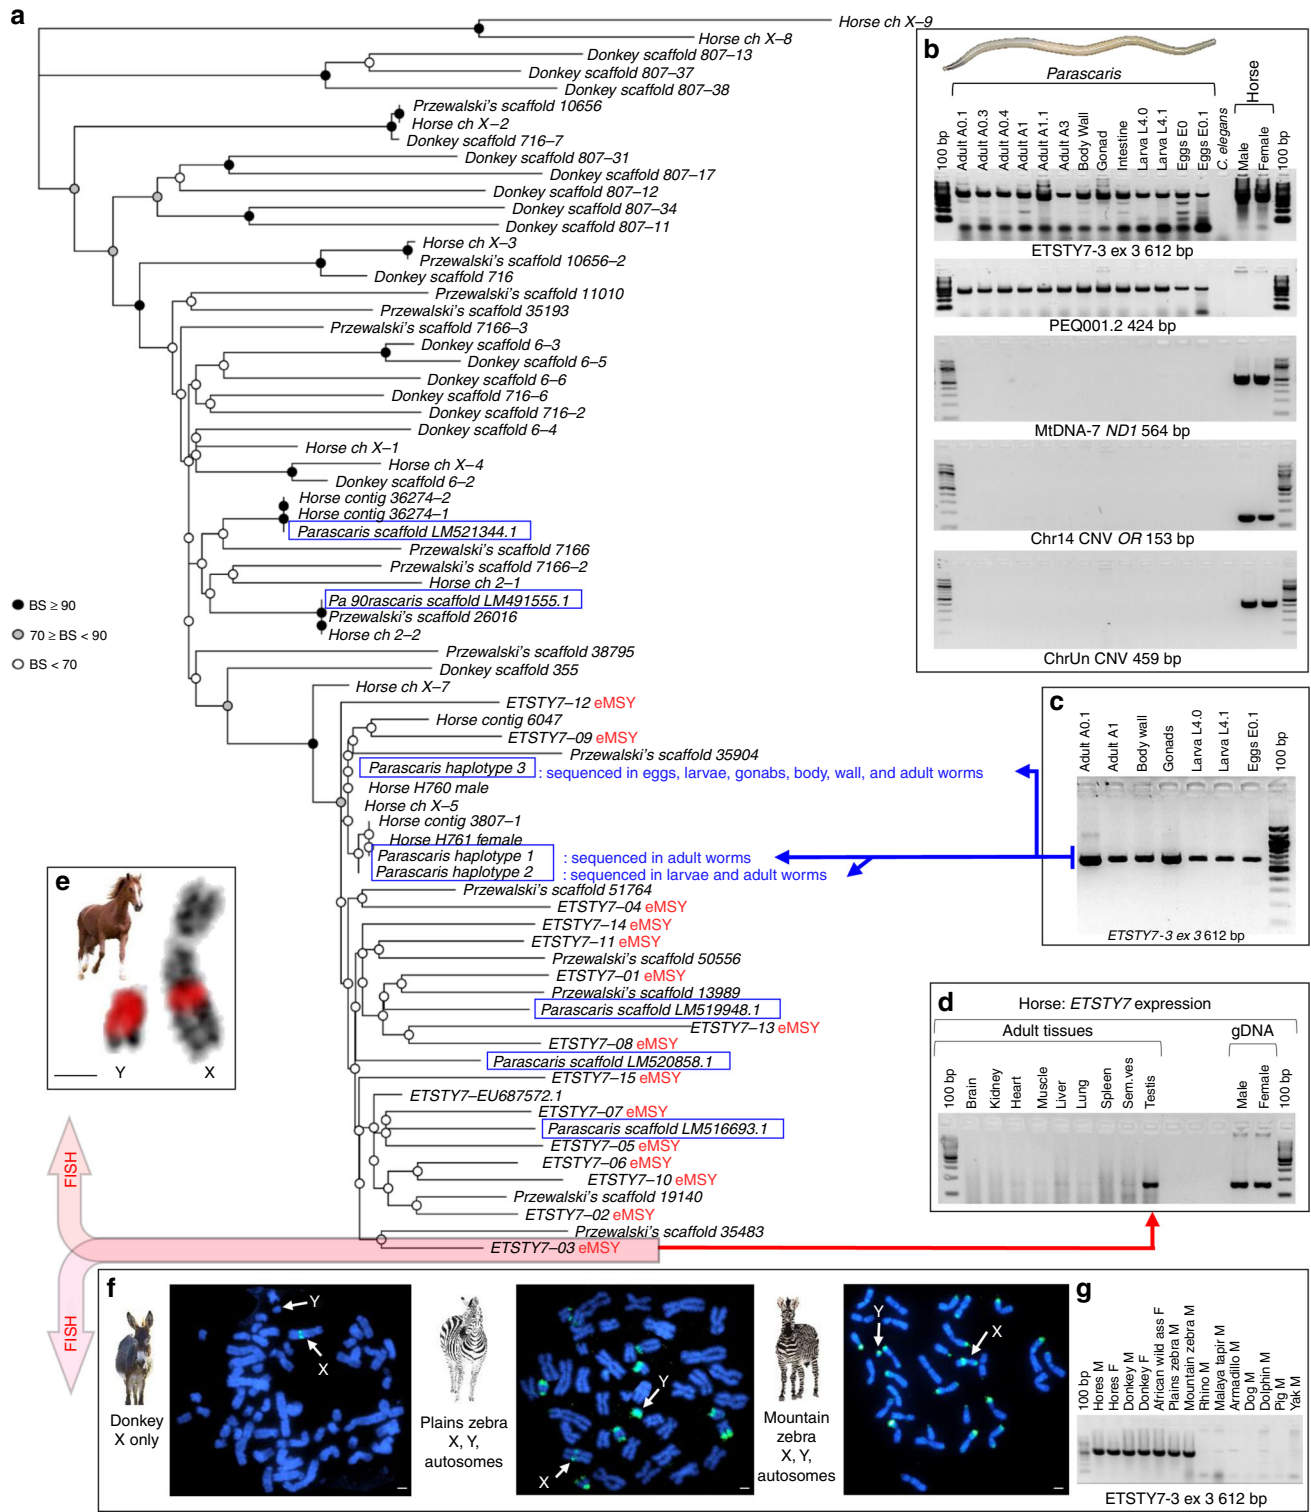 a
Horse ch X–9
Horse ch X–8
Donkey scaffold 807–13
Donkey scaffold 807–37
Donkey scaffold 807–38
Przewalski's scaffold 10656
Horse ch X–2
Donkey scaffold 716–7
Donkey scaffold 807–31
Donkey scaffold 807–17
Donkey scaffold 807–12
Donkey scaffold 807–34
Donkey scaffold 807–11
Horse ch X–3
Przewalski's scaffold 10656–2
Donkey scaffold 716
Przewalski's scaffold 11010
Przewalski's scaffold 35193
Przewalski's scaffold 7166–3
Donkey scaffold 6–3
Donkey scaffold 6–5
Donkey scaffold 6–6
Donkey scaffold 716–6
Donkey scaffold 716–2
Donkey scaffold 6–4
Horse ch X–1
Horse ch X–4
Donkey scaffold 6–2
Horse contig 36274–2
Horse contig 36274–1
Parascaris scaffold LM521344.1
Przewalski's scaffold 7166
Przewalski's scaffold 7166–2
Horse ch 2–1
Pa 90rascaris scaffold LM491555.1
Przewalski's scaffold 26016
Horse ch 2–2
Przewalski's scaffold 38795
Donkey scaffold 355
Horse ch X–7
ETSTY7–12 eMSY
Horse contig 6047
ETSTY7–09 eMSY
Przewalski's scaffold 35904
Parascaris haplotype 3 : sequenced in eggs, larvae, gonabs, body, wall, and adult worms
Horse H760 male
Horse ch X–5
Horse contig 3807–1
Horse H761 female
Parascaris haplotype 1 : sequenced in adult worms
Parascaris haplotype 2 : sequenced in larvae and adult worms
Przewalski's scaffold 51764
ETSTY7–04 eMSY
ETSTY7–14 eMSY
ETSTY7–11 eMSY
Przewalski's scaffold 50556
ETSTY7–01 eMSY
Przewalski's scaffold 13989
Parascaris scaffold LM519948.1
ETSTY7–13 eMSY
ETSTY7–08 eMSY
Parascaris scaffold LM520858.1
ETSTY7–15 eMSY
ETSTY7–EU687572.1
ETSTY7–07 eMSY
Parascaris scaffold LM516693.1
ETSTY7–05 eMSY
ETSTY7–06 eMSY
ETSTY7–10 eMSY
Przewalski's scaffold 19140
ETSTY7–02 eMSY
Przewalski's scaffold 35483
ETSTY7–03 eMSY
BS ≥ 90
70 ≥ BS < 90
BS < 70
b
Parascaris
Horse
100 bp
Adult A0.1
Adult A0.3
Adult A0.4
Adult A1
Adult A1.1
Adult A3
Body Wall
Gonad
Intestine
Larva L4.0
Larva L4.1
Eggs E0
Eggs E0.1
C. elegans
Male
Female
100 bp
ETSTY7-3 ex 3 612 bp
PEQ001.2 424 bp
MtDNA-7 ND1 564 bp
Chr14 CNV OR 153 bp
ChrUn CNV 459 bp
c
Adult A0.1
Adult A1
Body wall
Gonads
Larva L4.0
Larva L4.1
Eggs E0.1
100 bp
ETSTY7-3 ex 3 612 bp
d
Horse: ETSTY7 expression
Adult tissues
gDNA
100 bp
Brain
Kidney
Heart
Muscle
Liver
Lung
Spleen
Sem.ves
Testis
Male
Female
100 bp
e
Y
X
FISH
FISH
f
Donkey
X only
Y
X
Plains zebra
X, Y,
autosomes
Y
X
Mountain
zebra
X, Y,
autosomes
Y
X
g
100 bp
Hores M
Hores F
Donkey M
Donkey F
African wild ass F
Plains zebra M
Mountain zebra M
Rhino M
Malaya tapir M
Armadillo M
Dog M
Dolphin M
Pig M
Yak M
ETSTY7-3 ex 3 612 bp